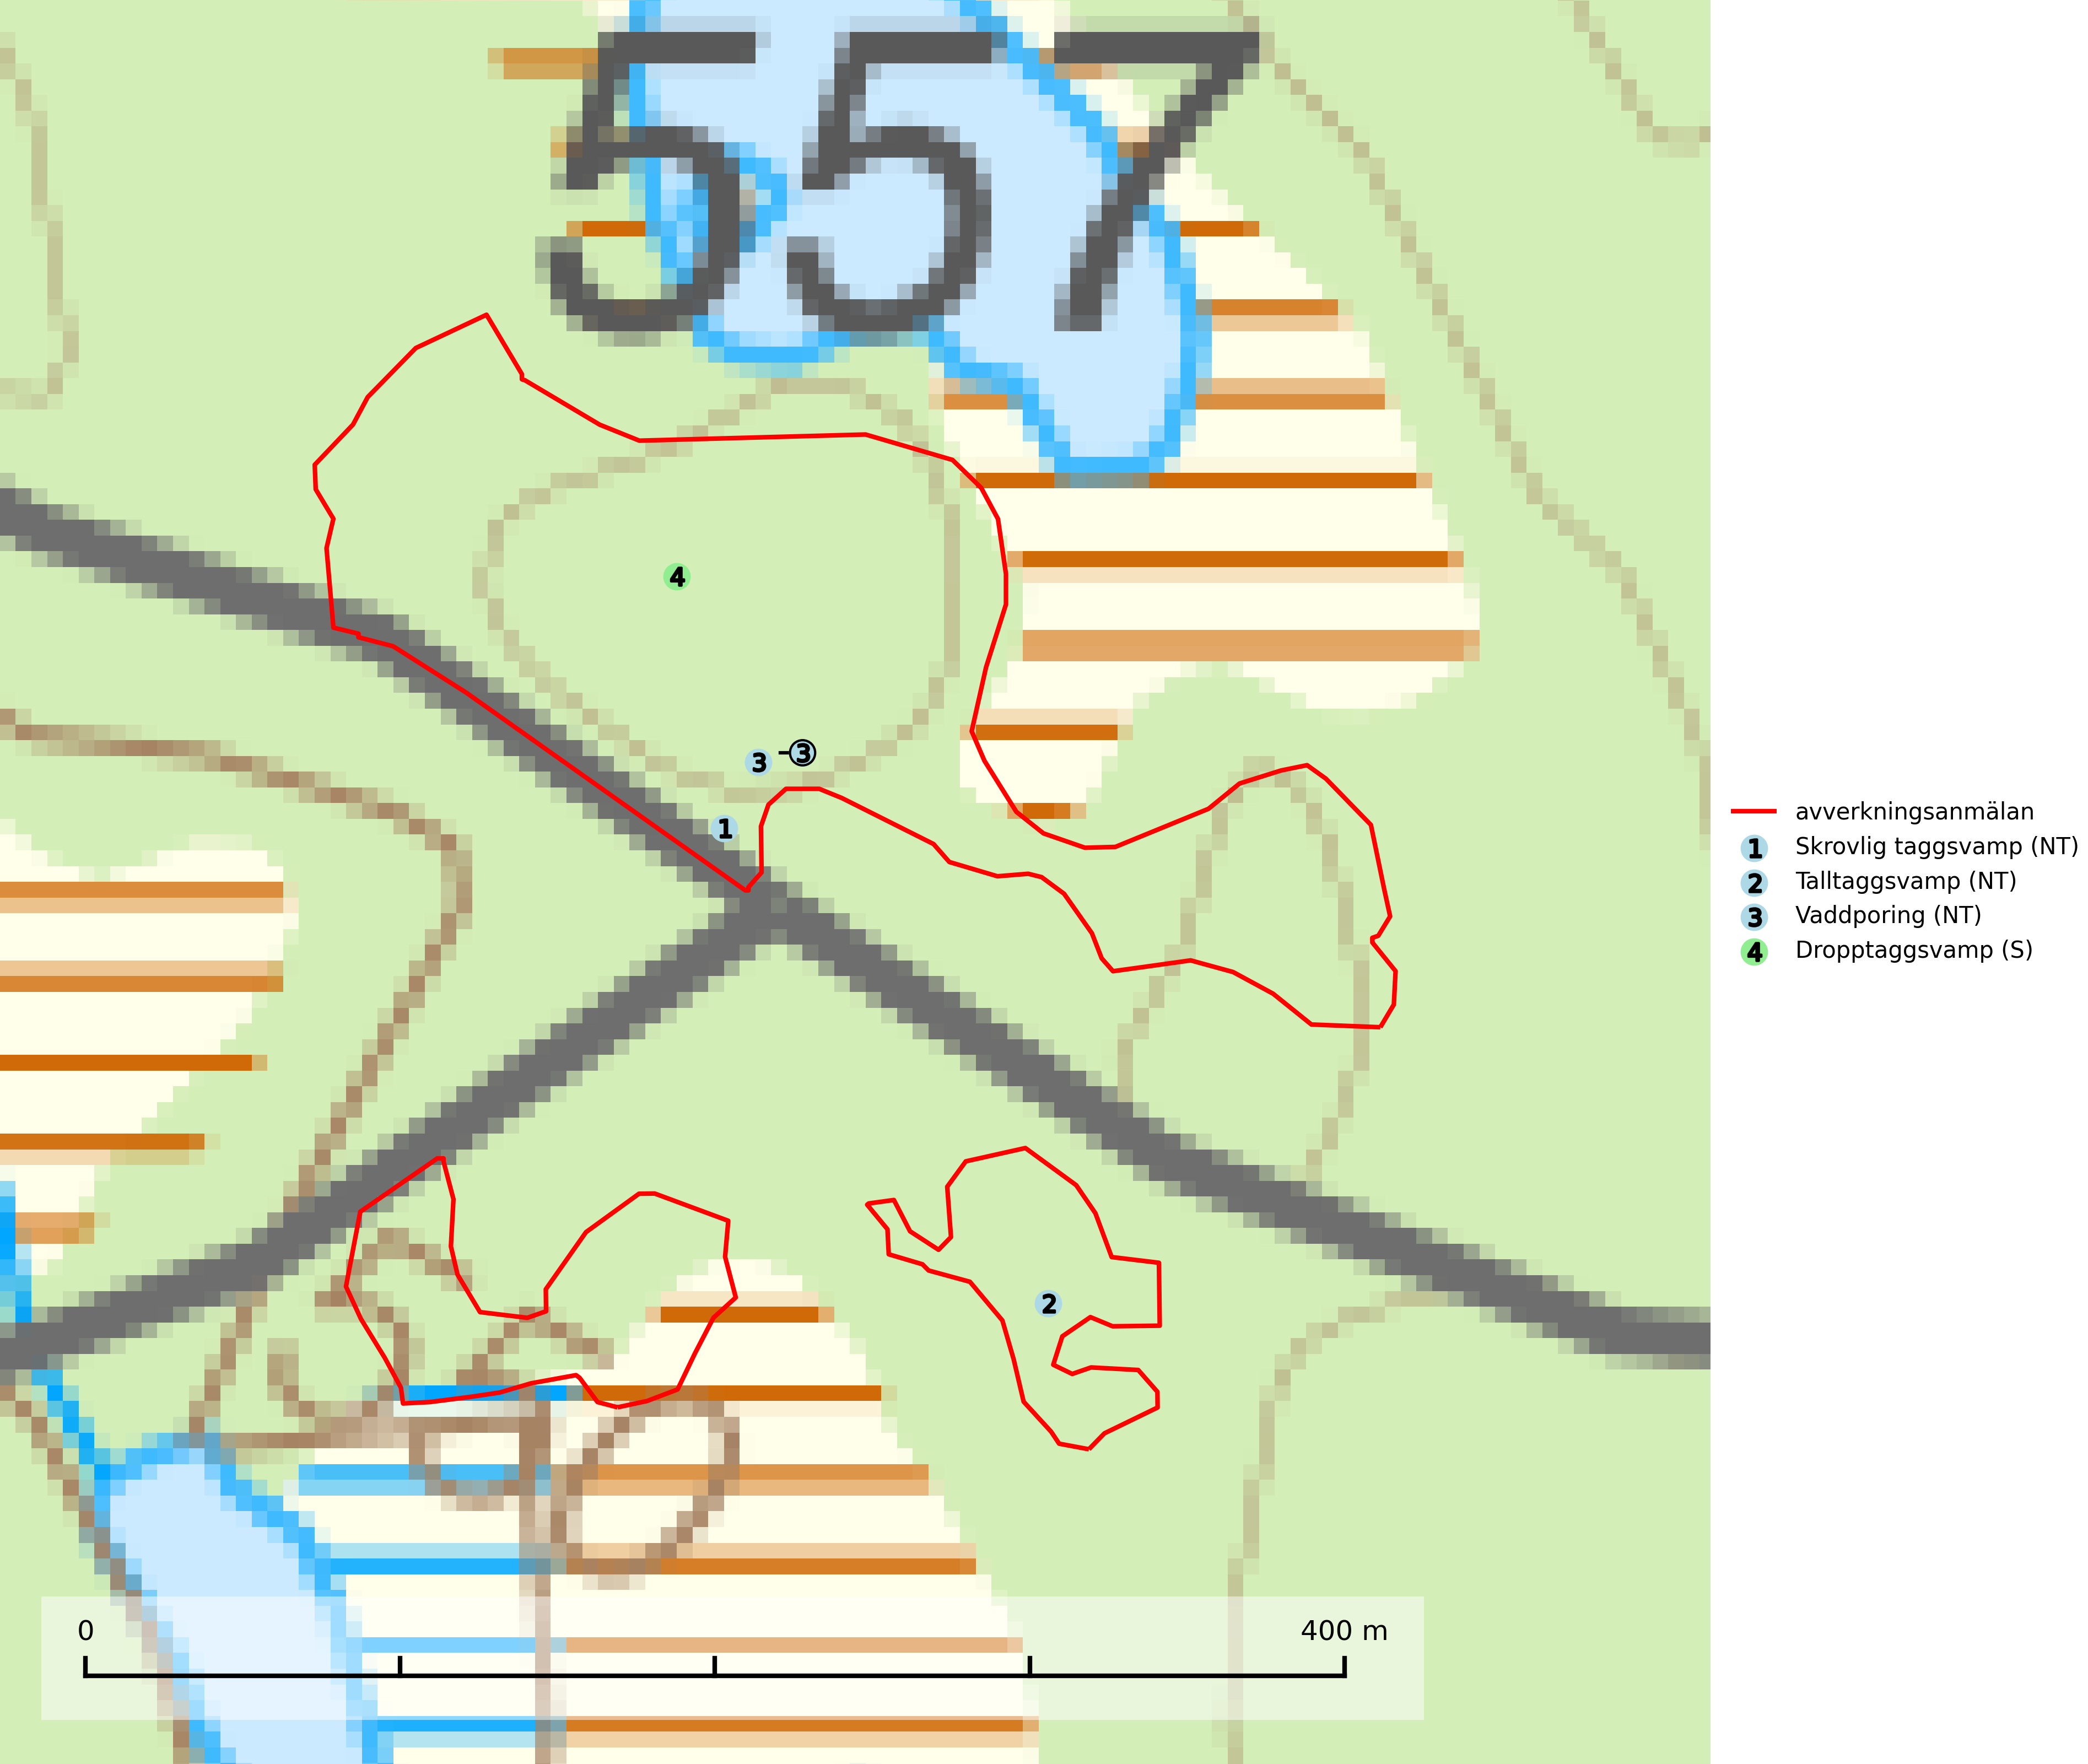 557
4
3 3
1
2
0 400 m
avverkningsanmälan
1 Skrovlig taggsvamp (NT)
2 Talltaggsvamp (NT)
3 Vaddporing (NT)
4 Dropptaggsvamp (S)